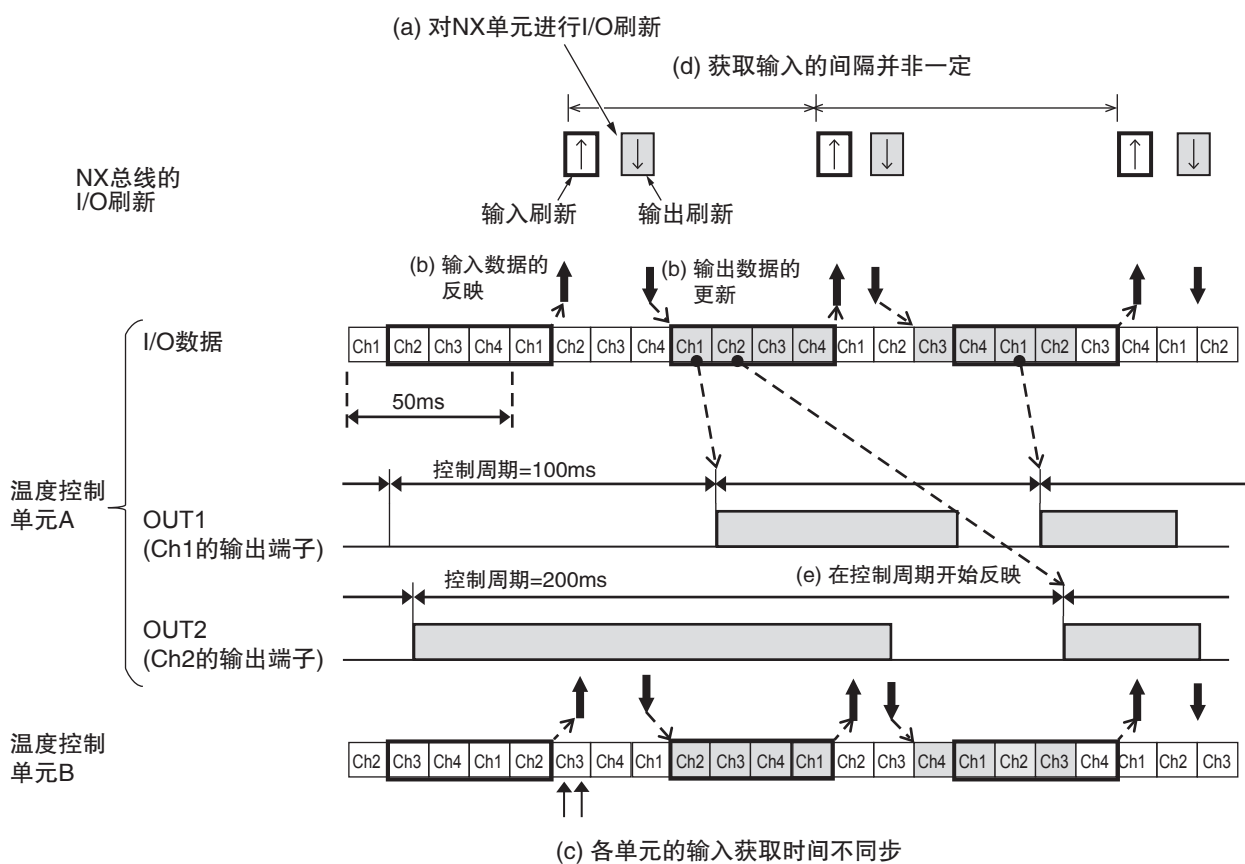 (a) 对NX单元进行I/O刷新
(d) 获取输入的间隔并非一定
NX总线的
I/O刷新
↑ ↓ ↑ ↓ ↑ ↓
输入刷新 输出刷新
(b) 输入数据的
反映
(b) 输出数据的
更新
I/O数据
Ch1 Ch2 Ch3 Ch4 Ch1 Ch2 Ch3 Ch4 Ch1 Ch2 Ch3 Ch4 Ch1 Ch2 Ch3 Ch4 Ch1 Ch2 Ch3 Ch4 Ch1 Ch2
50ms
温度控制
单元A
控制周期=100ms
OUT1
(Ch1的输出端子)
控制周期=200ms
(e) 在控制周期开始反映
OUT2
(Ch2的输出端子)
温度控制
单元B
Ch2 Ch3 Ch4 Ch1 Ch2 Ch3 Ch4 Ch1 Ch2 Ch3 Ch4 Ch1 Ch2 Ch3 Ch4 Ch1 Ch2 Ch3 Ch4 Ch1 Ch2 Ch3
(c) 各单元的输入获取时间不同步